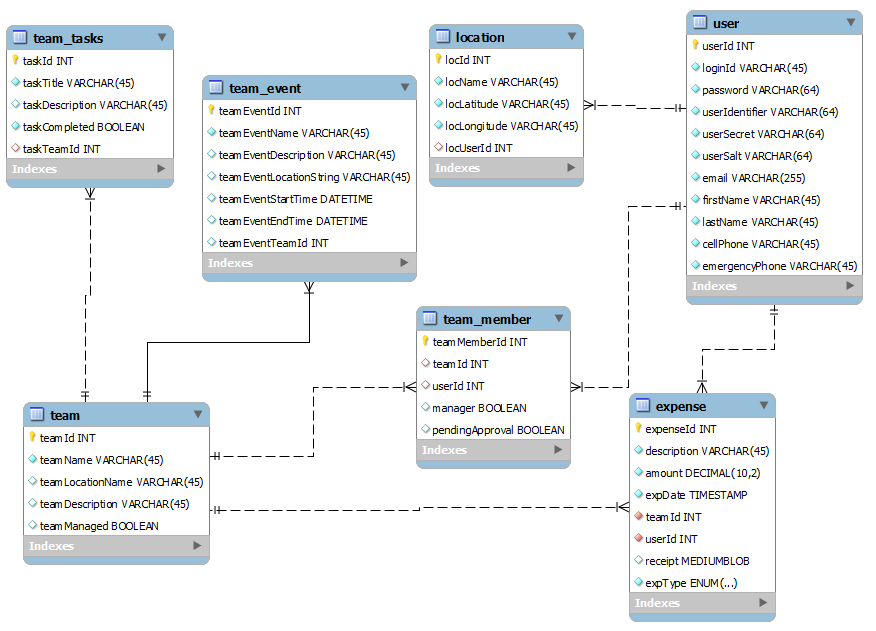 team_tasks
taskId INT
taskTitle VARCHAR(45)
taskDescription VARCHAR(45)
taskCompleted BOOLEAN
taskTeamId INT
Indexes
team_event
teamEventId INT
teamEventName VARCHAR(45)
teamEventDescription VARCHAR(45)
teamEventLocationString VARCHAR(45)
teamEventStartTime DATETIME
teamEventEndTime DATETIME
teamEventTeamId INT
Indexes
location
locId INT
locName VARCHAR(45)
locLatitude VARCHAR(45)
locLongitude VARCHAR(45)
locUserId INT
Indexes
user
userId INT
loginId VARCHAR(45)
password VARCHAR(64)
userIdentifier VARCHAR(64)
userSecret VARCHAR(64)
userSalt VARCHAR(64)
email VARCHAR(255)
firstName VARCHAR(45)
lastName VARCHAR(45)
cellPhone VARCHAR(45)
emergencyPhone VARCHAR(45)
Indexes
team_member
teamMemberId INT
teamId INT
userId INT
manager BOOLEAN
pendingApproval BOOLEAN
Indexes
team
teamId INT
teamName VARCHAR(45)
teamLocationName VARCHAR(45)
teamDescription VARCHAR(45)
teamManaged BOOLEAN
Indexes
expense
expenseId INT
description VARCHAR(45)
amount DECIMAL(10,2)
expDate TIMESTAMP
teamId INT
userId INT
receipt MEDIUMBLOB
expType ENUM(...)
Indexes